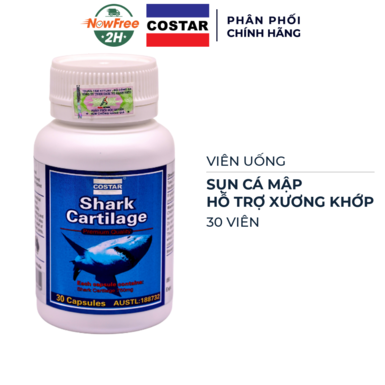 NowFree
2H
COSTAR
PHÂN PHỐI
CHÍNH HÃNG
VIÊN UỐNG
SỤN CÁ MẬP
HỖ TRỢ XƯƠNG KHỚP
30 VIÊN
COSTAR
Shark
Cartilage
30 Capsules AUSTL:188732